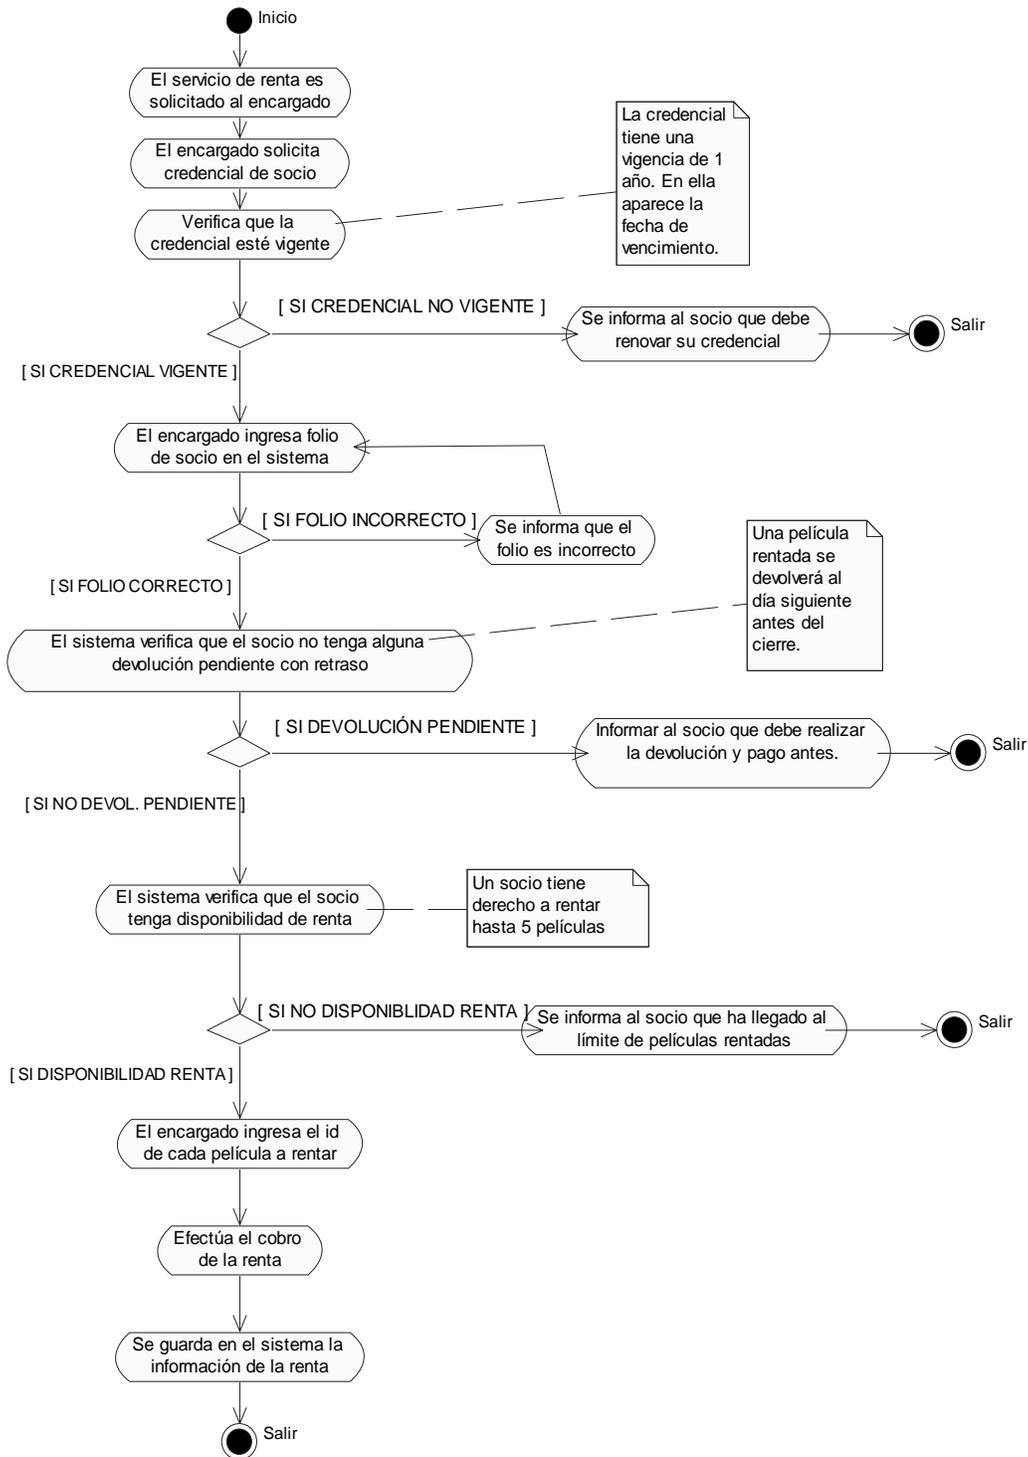 Inicio
El servicio de renta es
solicitado al encargado
El encargado solicita
credencial de socio
La credencial
tiene una
vigencia de 1
año. En ella
aparece la
fecha de
vencimiento.
Verifica que la
credencial esté vigente
[ SI CREDENCIAL NO VIGENTE ]
Se informa al socio que debe
renovar su credencial
Salir
[ SI CREDENCIAL VIGENTE ]
El encargado ingresa folio
de socio en el sistema
[ SI FOLIO INCORRECTO ]
Se informa que el
folio es incorrecto
Una película
rentada se
devolverá al
día siguiente
antes del
cierre.
[ SI FOLIO CORRECTO ]
El sistema verifica que el socio no tenga alguna
devolución pendiente con retraso
[ SI DEVOLUCIÓN PENDIENTE ]
Informar al socio que debe realizar
la devolución y pago antes.
Salir
[ SI NO DEVOL. PENDIENTE ]
El sistema verifica que el socio
tenga disponibilidad de renta
Un socio tiene
derecho a rentar
hasta 5 películas
[ SI NO DISPONIBLIDAD RENTA ]
Se informa al socio que ha llegado al
límite de películas rentadas
Salir
[ SI DISPONIBILIDAD RENTA ]
El encargado ingresa el id
de cada película a rentar
Efectúa el cobro
de la renta
Se guarda en el sistema la
información de la renta
Salir